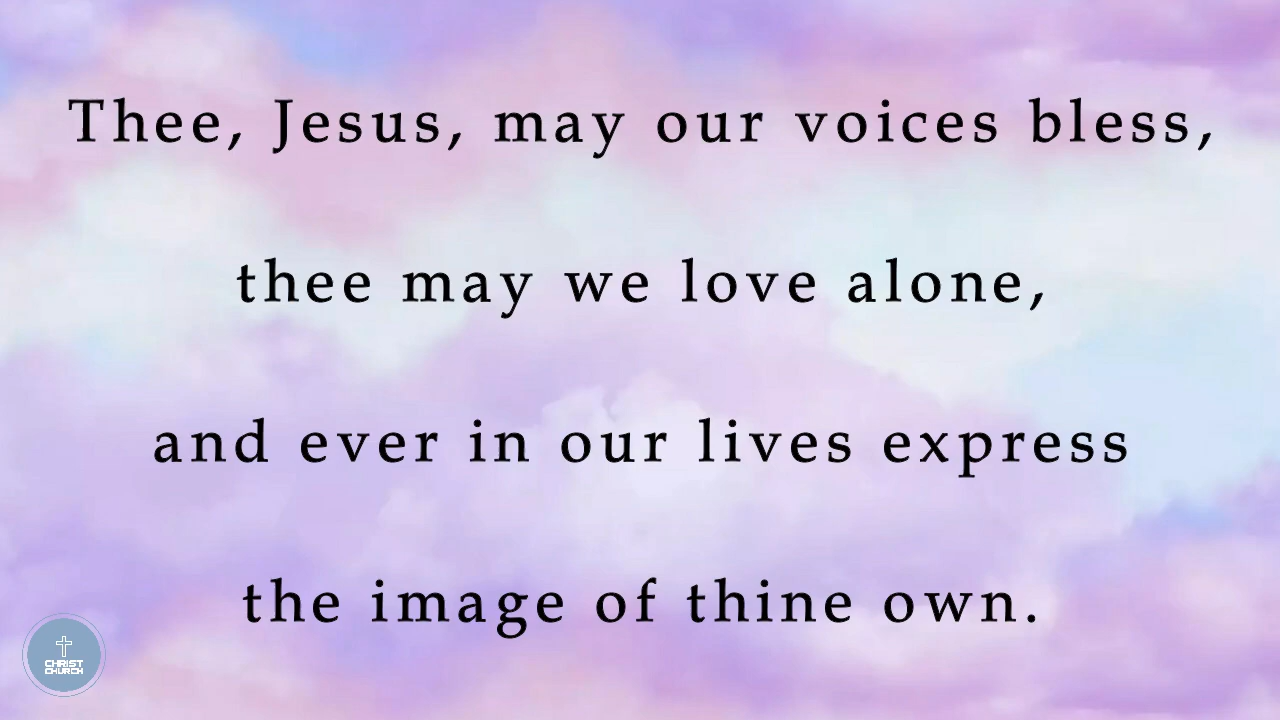 Thee, Jesus, may our voices bless,
thee may we love alone,
and ever in our lives express
the image of thine own.
CHRIST
CHURCH